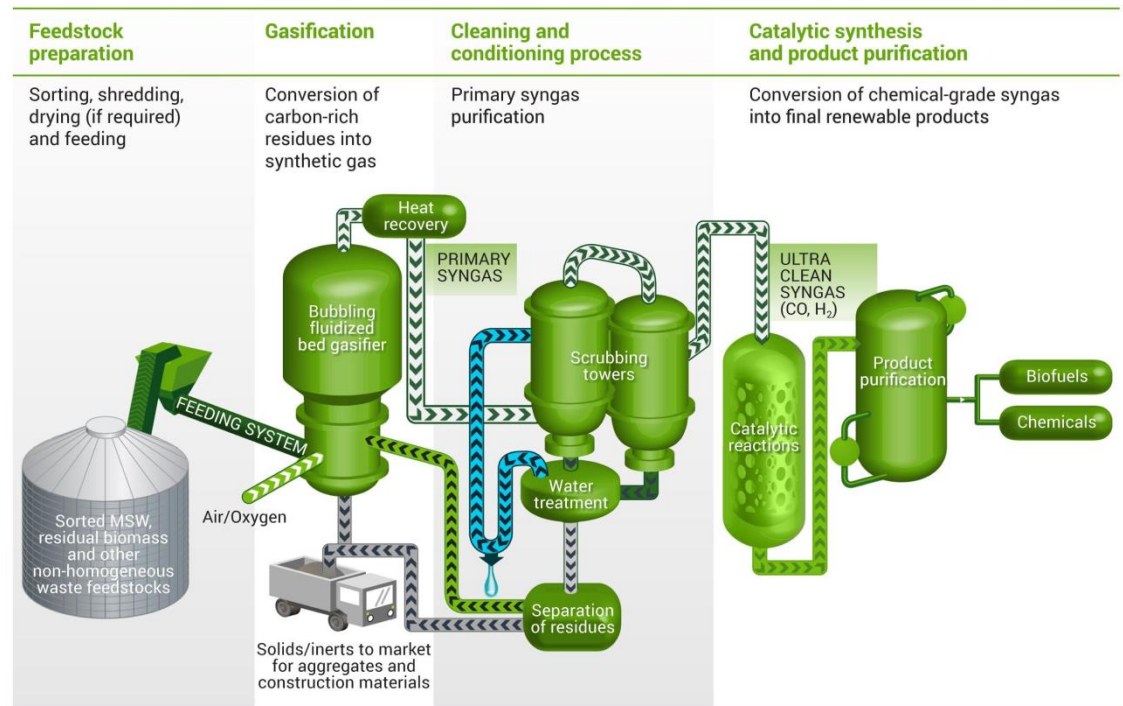 Feedstock
preparation
Gasification
Cleaning and
conditioning process
Catalytic synthesis
and product purification
Sorting, shredding,
drying (if required)
and feeding
Conversion of
carbon-rich
residues into
synthetic gas
Primary syngas
purification
Conversion of chemical-grade syngas
into final renewable products
Heat
recovery
PRIMARY
SYNGAS
ULTRA
CLEAN
SYNGAS
(CO, H₂)
Bubbling
fluidized
bed gasifier
Scrubbing
towers
Product
purification
Biofuels
Chemicals
FEEDING SYSTEM
Catalytic
reactions
Water
treatment
Air/Oxygen
Sorted MSW,
residual biomass
and other
non-homogeneous
waste feedstocks
Separation
of residues
Solids/inerts to market
for aggregates and
construction materials